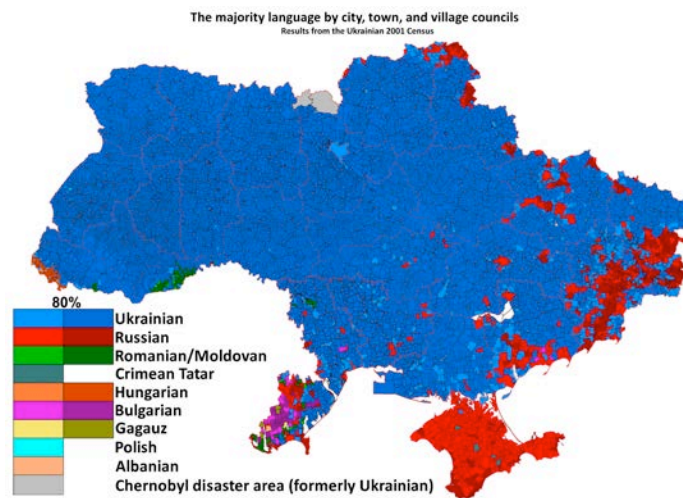 The majority language by city, town, and village councils
Results from the Ukrainian 2001 Census
80%
Ukrainian
Russian
Romanian/Moldovan
Crimean Tatar
Hungarian
Bulgarian
Gagauz
Polish
Albanian
Chernobyl disaster area (formerly Ukrainian)